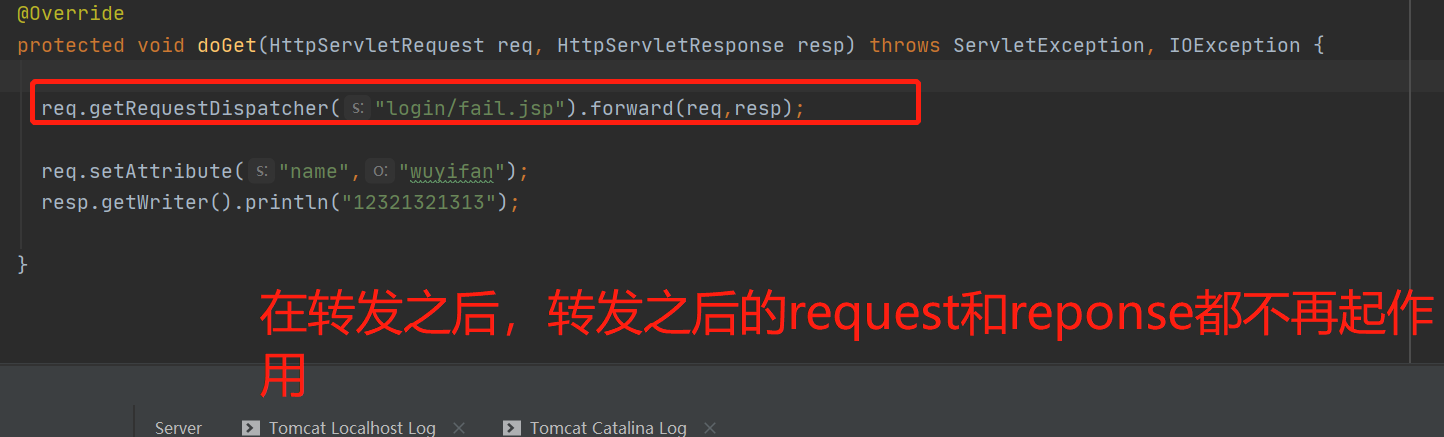 @Override
protected void doGet(HttpServletRequest req, HttpServletResponse resp) throws ServletException, IOException {
req.getRequestDispatcher( s: "login/fail.jsp").forward(req,resp);
req.setAttribute( s: "name", o: "wuyifan");
resp.getWriter().println("12321321313");
}
在转发之后，转发之后的request和reponse都不再起作
用
Server Tomcat Localhost Log × Tomcat Catalina Log ×